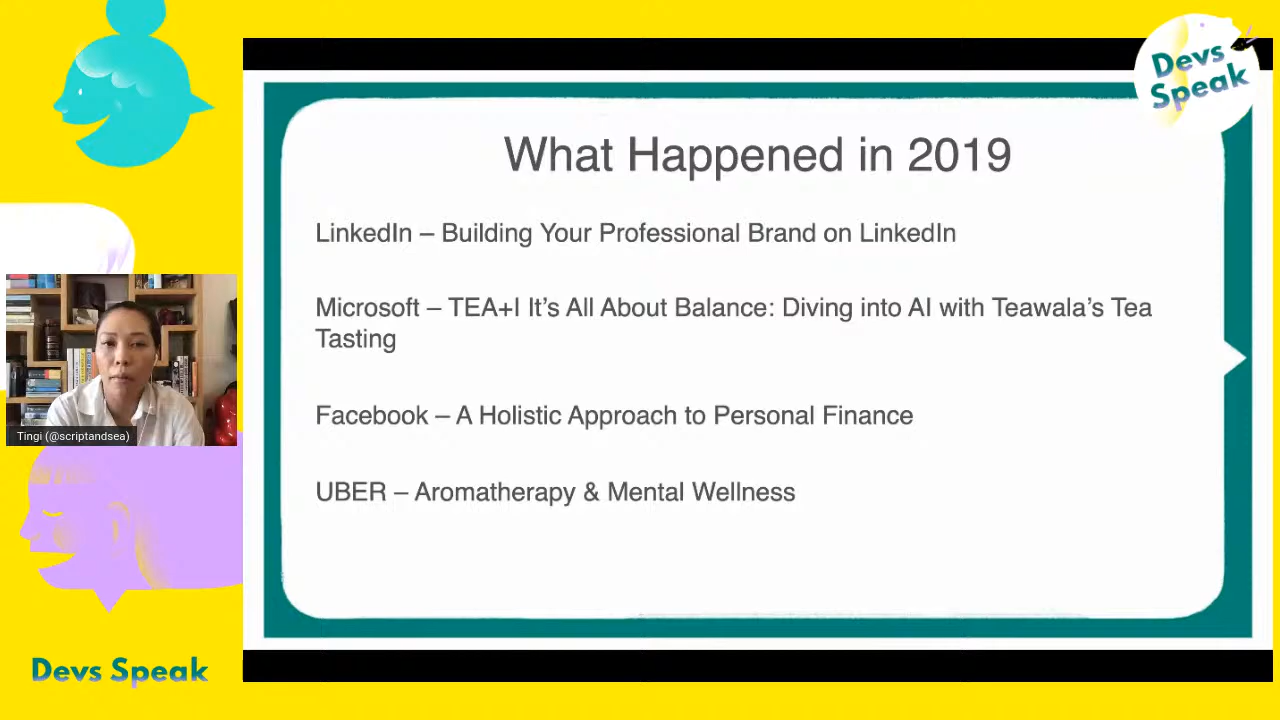 Devs
Speak
What Happened in 2019
LinkedIn – Building Your Professional Brand on LinkedIn
Microsoft – TEA+I It’s All About Balance: Diving into AI with Teawala’s Tea
Tasting
Facebook – A Holistic Approach to Personal Finance
UBER – Aromatherapy & Mental Wellness
Tingi (@scriptandsea)
Devs Speak